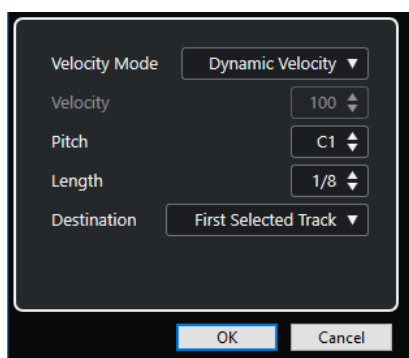 Velocity Mode Dynamic Velocity ▼
Velocity 100
Pitch C1
Length 1/8
Destination First Selected Track ▼
OK Cancel